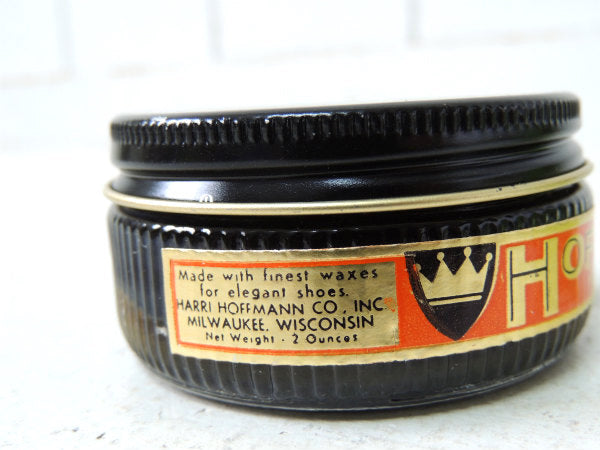 Made with finest waxes
for elegant shoes.
HARRI HOFFMANN CO., INC.
MILWAUKEE, WISCONSIN
Net Weight - 2 Ounces